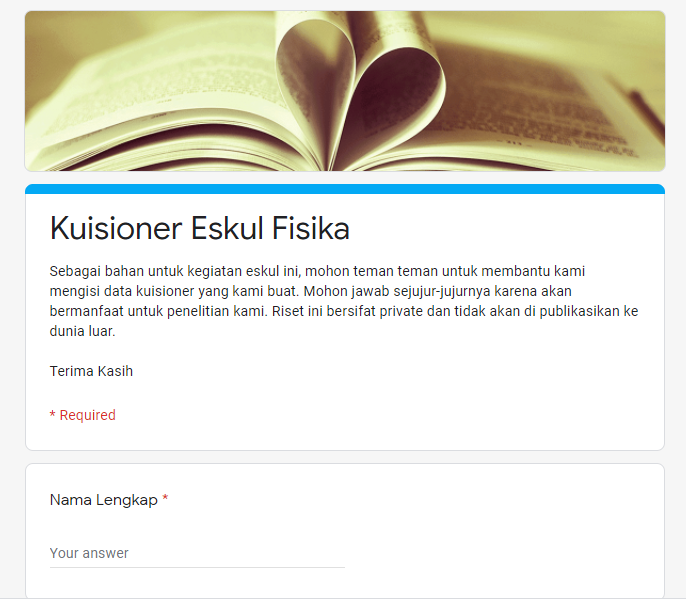 Kuisioner Eskul Fisika
Sebagai bahan untuk kegiatan eskul ini, mohon teman teman untuk membantu kami
mengisi data kuisioner yang kami buat. Mohon jawab sejujur-jujurnya karena akan
bermanfaat untuk penelitian kami. Riset ini bersifat private dan tidak akan di publikasikan ke
dunia luar.
Terima Kasih
* Required
Nama Lengkap *
Your answer